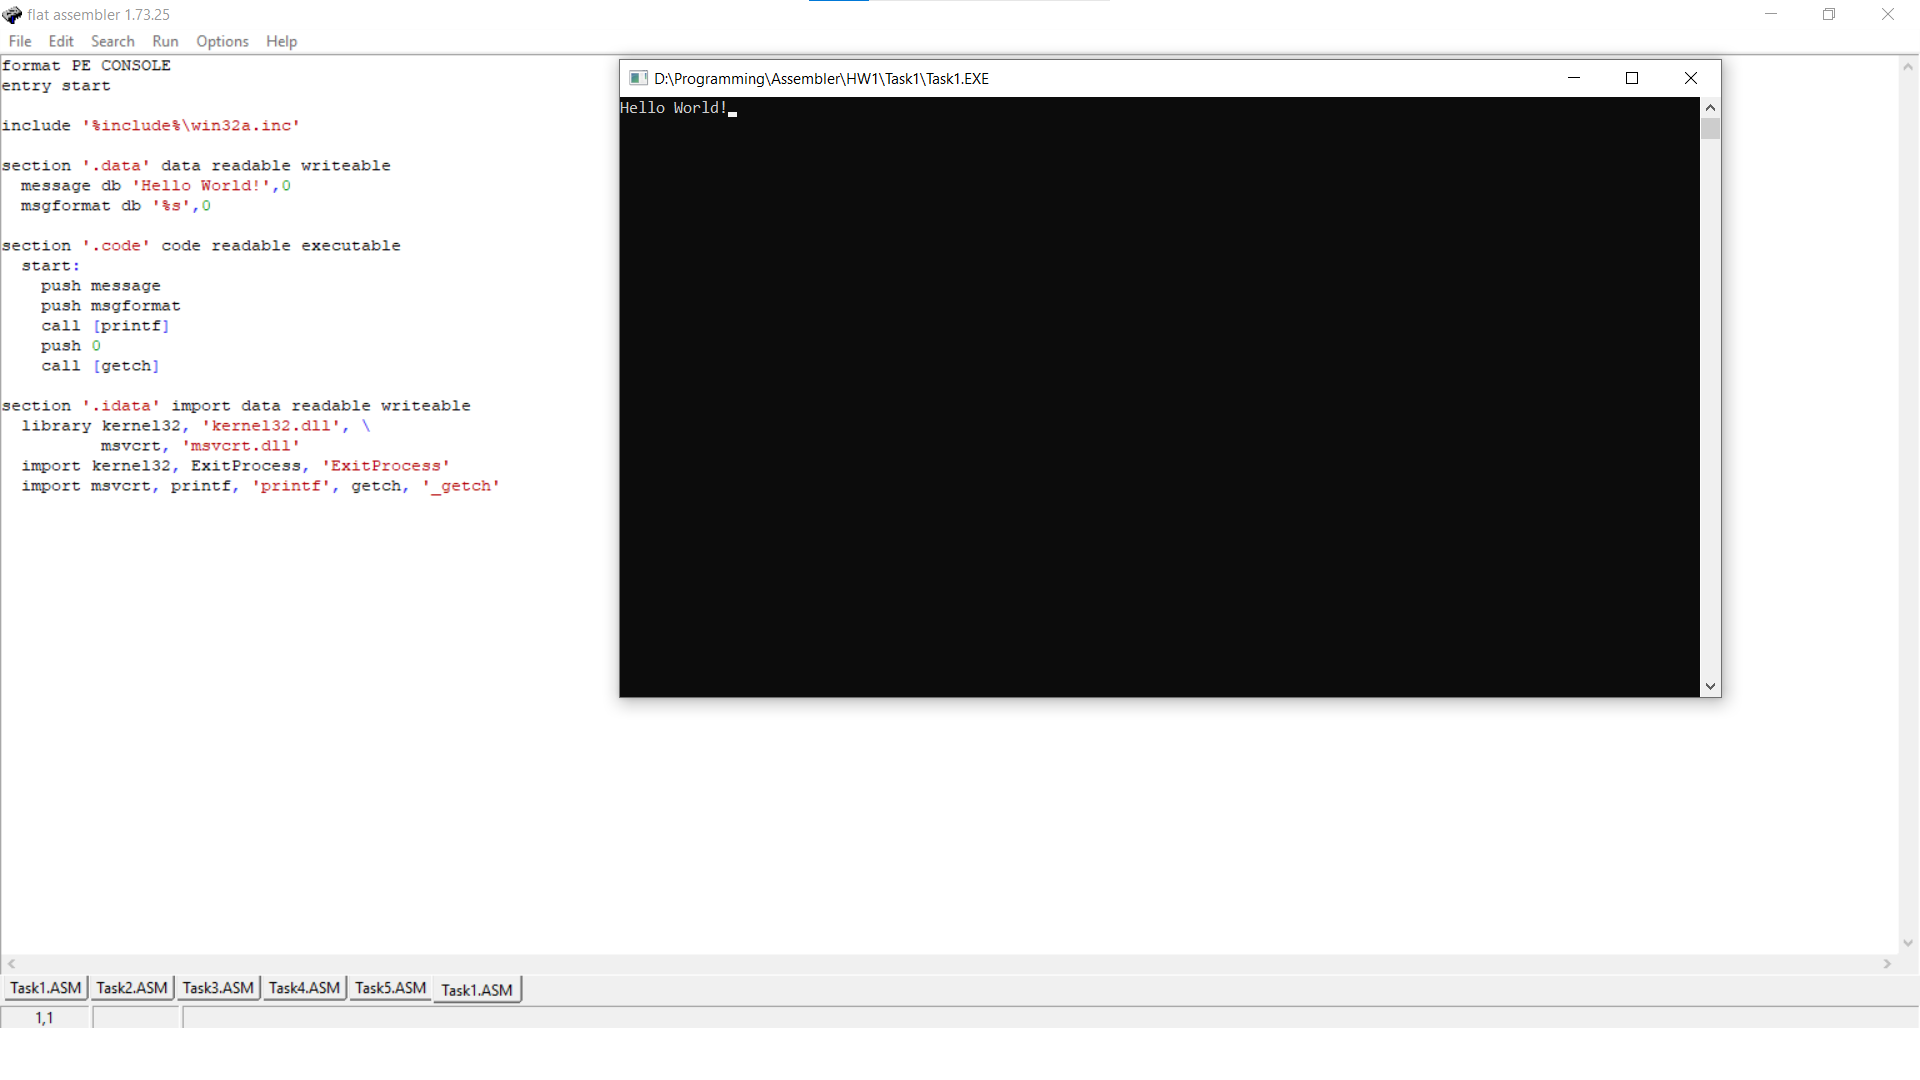 flat assembler 1.73.25
File Edit Search Run Options Help
format PE CONSOLE
entry start
include '%include%\win32a.inc'
section '.data' data readable writeable
message db 'Hello World!',0
msgformat db '%s',0
section '.code' code readable executable
start:
push message
push msgformat
call [printf]
push 0
call [getch]
section '.idata' import data readable writeable
library kernel32, 'kernel32.dll', \
msvcrt, 'msvcrt.dll'
import kernel32, ExitProcess, 'ExitProcess'
import msvcrt, printf, 'printf', getch, '_getch'
D:\Programming\Assembler\HW1\Task1\Task1.EXE
Hello World!
Task1.ASM Task2.ASM Task3.ASM Task4.ASM Task5.ASM Task1.ASM
1,1